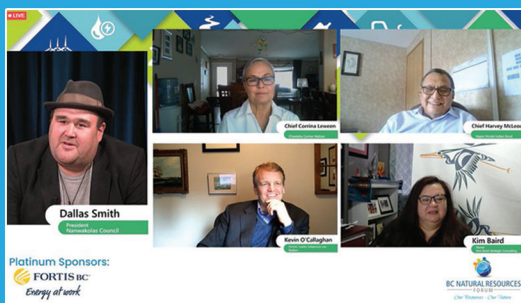 LIVE
Dallas Smith
President
Nanwakolas Council
Chief Corrina Leween
Chief Harvey McLeod
Kevin O'Callaghan
Kim Baird
Platinum Sponsors:
FORTIS BC
Energy at work
BC NATURAL RESOURCES
FORUM